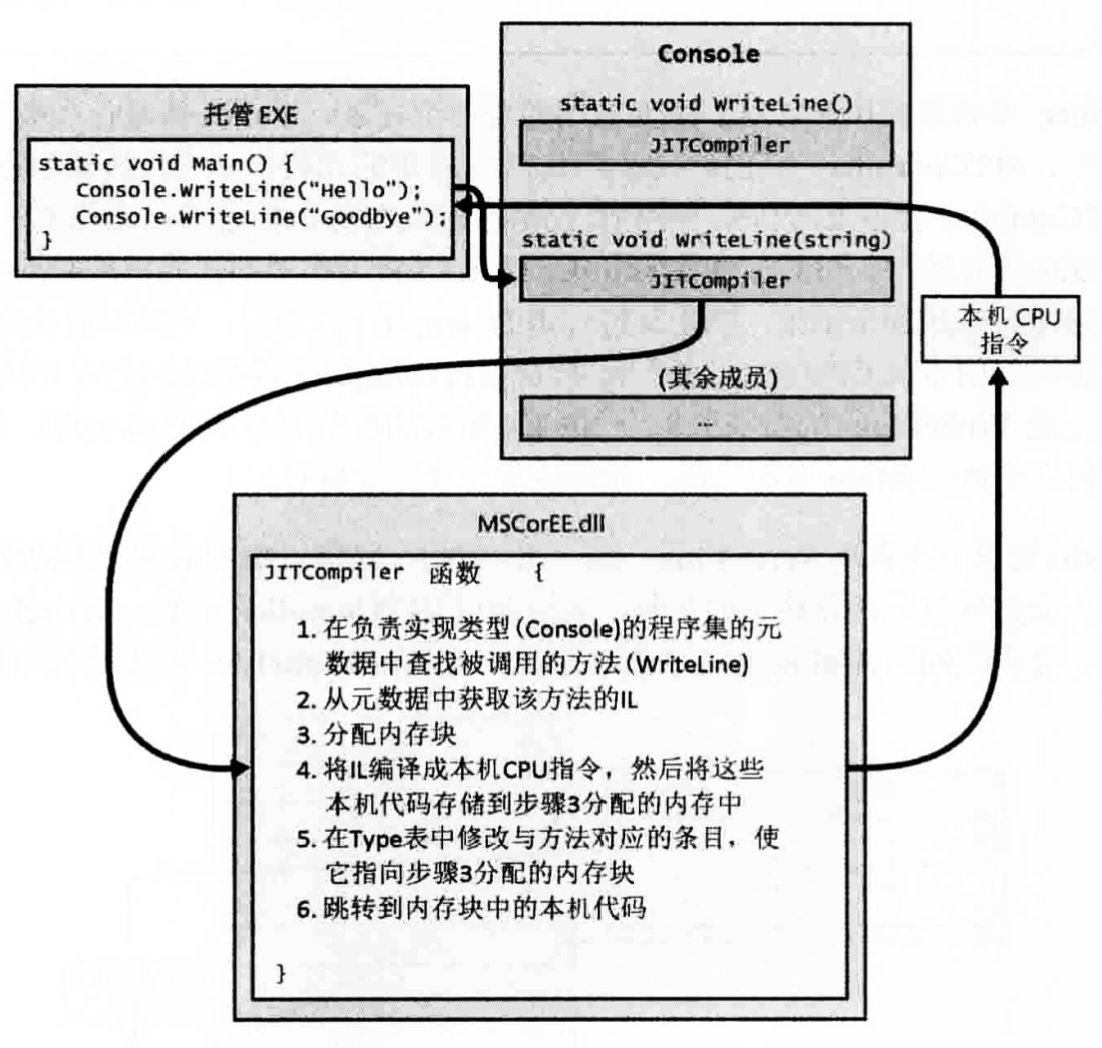 托管EXE
static void Main() {
Console.WriteLine("Hello");
Console.WriteLine("Goodbye");
}
Console
static void WriteLine()
JITCompiler
static void WriteLine(string)
JITCompiler
(其余成员)
...
本机 CPU
指令
MSCorEE.dll
JITCompiler 函数 {
1. 在负责实现类型(Console)的程序集的元
数据中查找被调用的方法(WriteLine)
2. 从元数据中获取该方法的IL
3. 分配内存块
4. 将IL编译成本机CPU指令，然后将这些
本机代码存储到步骤3分配的内存中
5. 在Type表中修改与方法对应的条目，使
它指向步骤3分配的内存块
6. 跳转到内存块中的本机代码
}